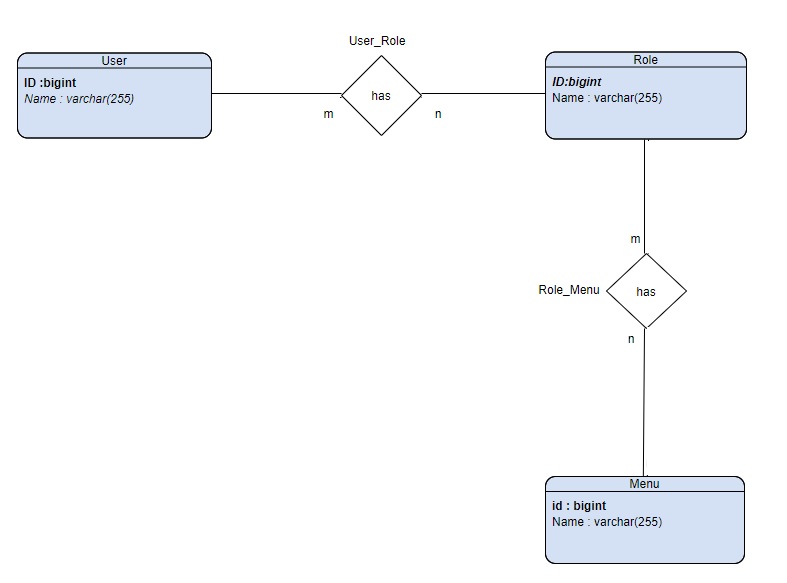 User_Role
User
ID :bigint
Name : varchar(255)
has
m
n
Role
ID:bigint
Name : varchar(255)
m
Role_Menu
has
n
Menu
id : bigint
Name : varchar(255)